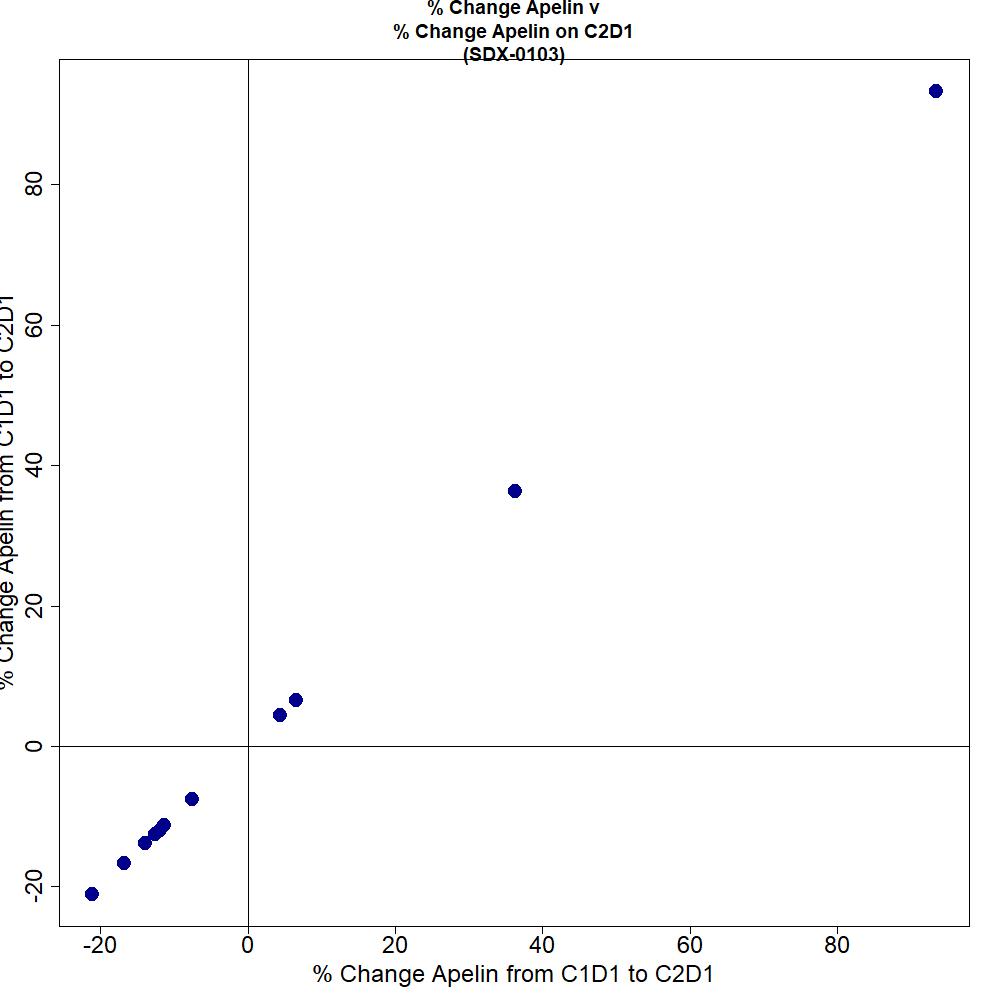 % Change Apelin v
% Change Apelin on C2D1
(SDX-0103)
% Change Apelin from C1D1 to C2D1
80
60
40
20
0
-20
-20 0 20 40 60 80
% Change Apelin from C1D1 to C2D1